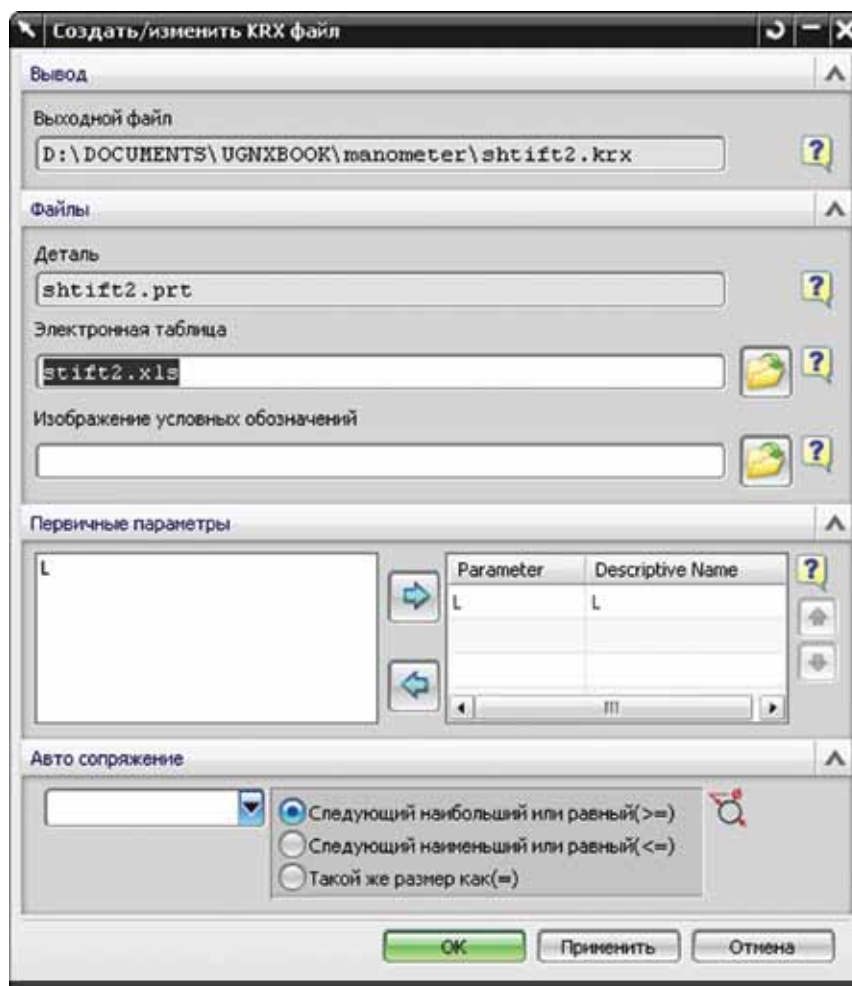 Создать/изменить KRX файл
Вывод
Выходной файл
D:\DOCUMENTS\UGNXBOOK\manometer\shtift2.krx
Файлы
Деталь
shtift2.prt
Электронная таблица
stift2.xls
Изображение условных обозначений
Первичные параметры
L
Parameter Descriptive Name
L L
Авто сопряжение
Следующий наибольший или равный(>=)
Следующий наименьший или равный(<=)
Такой же размер как(=)
OK Применить Отмена